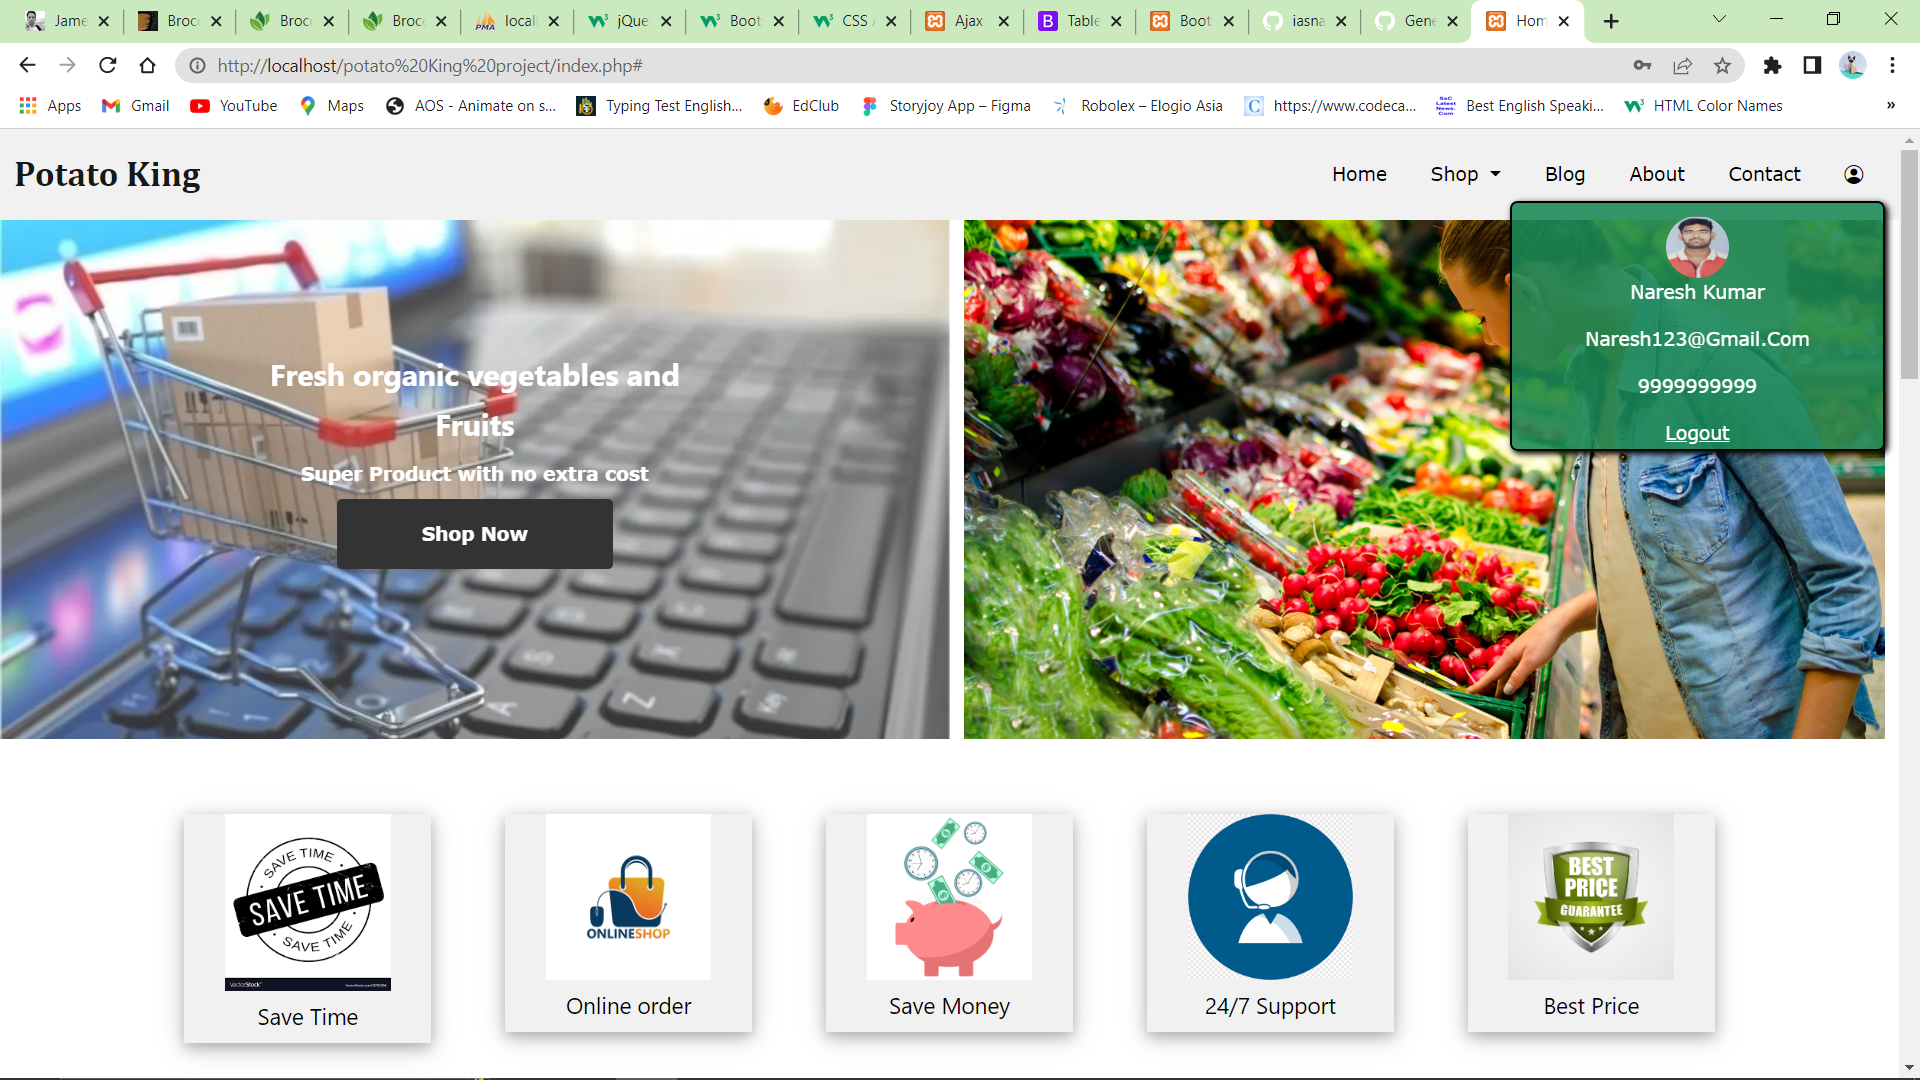 Jame
Broc
Broc
Broc
locall
jQue
Boot
CSS
Ajax
Table
Boot
iasna
Gene
Hom
http://localhost/potato%20King%20project/index.php#
Apps
Gmail
YouTube
Maps
AOS - Animate on s...
Typing Test English...
EdClub
Storyjoy App – Figma
Robolex – Elogio Asia
https://www.codeca...
Best English Speaki...
HTML Color Names
»
Potato King
Home
Shop
Blog
About
Contact
Naresh Kumar
Naresh123@Gmail.Com
9999999999
Logout
Fresh organic vegetables and
Fruits
Super Product with no extra cost
Shop Now
SAVE TIME
SAVE TIME
SAVE TIME
VectorStock
Save Time
ONLINESHOP
Online order
Save Money
24/7 Support
BEST
PRICE
GUARANTEE
Best Price